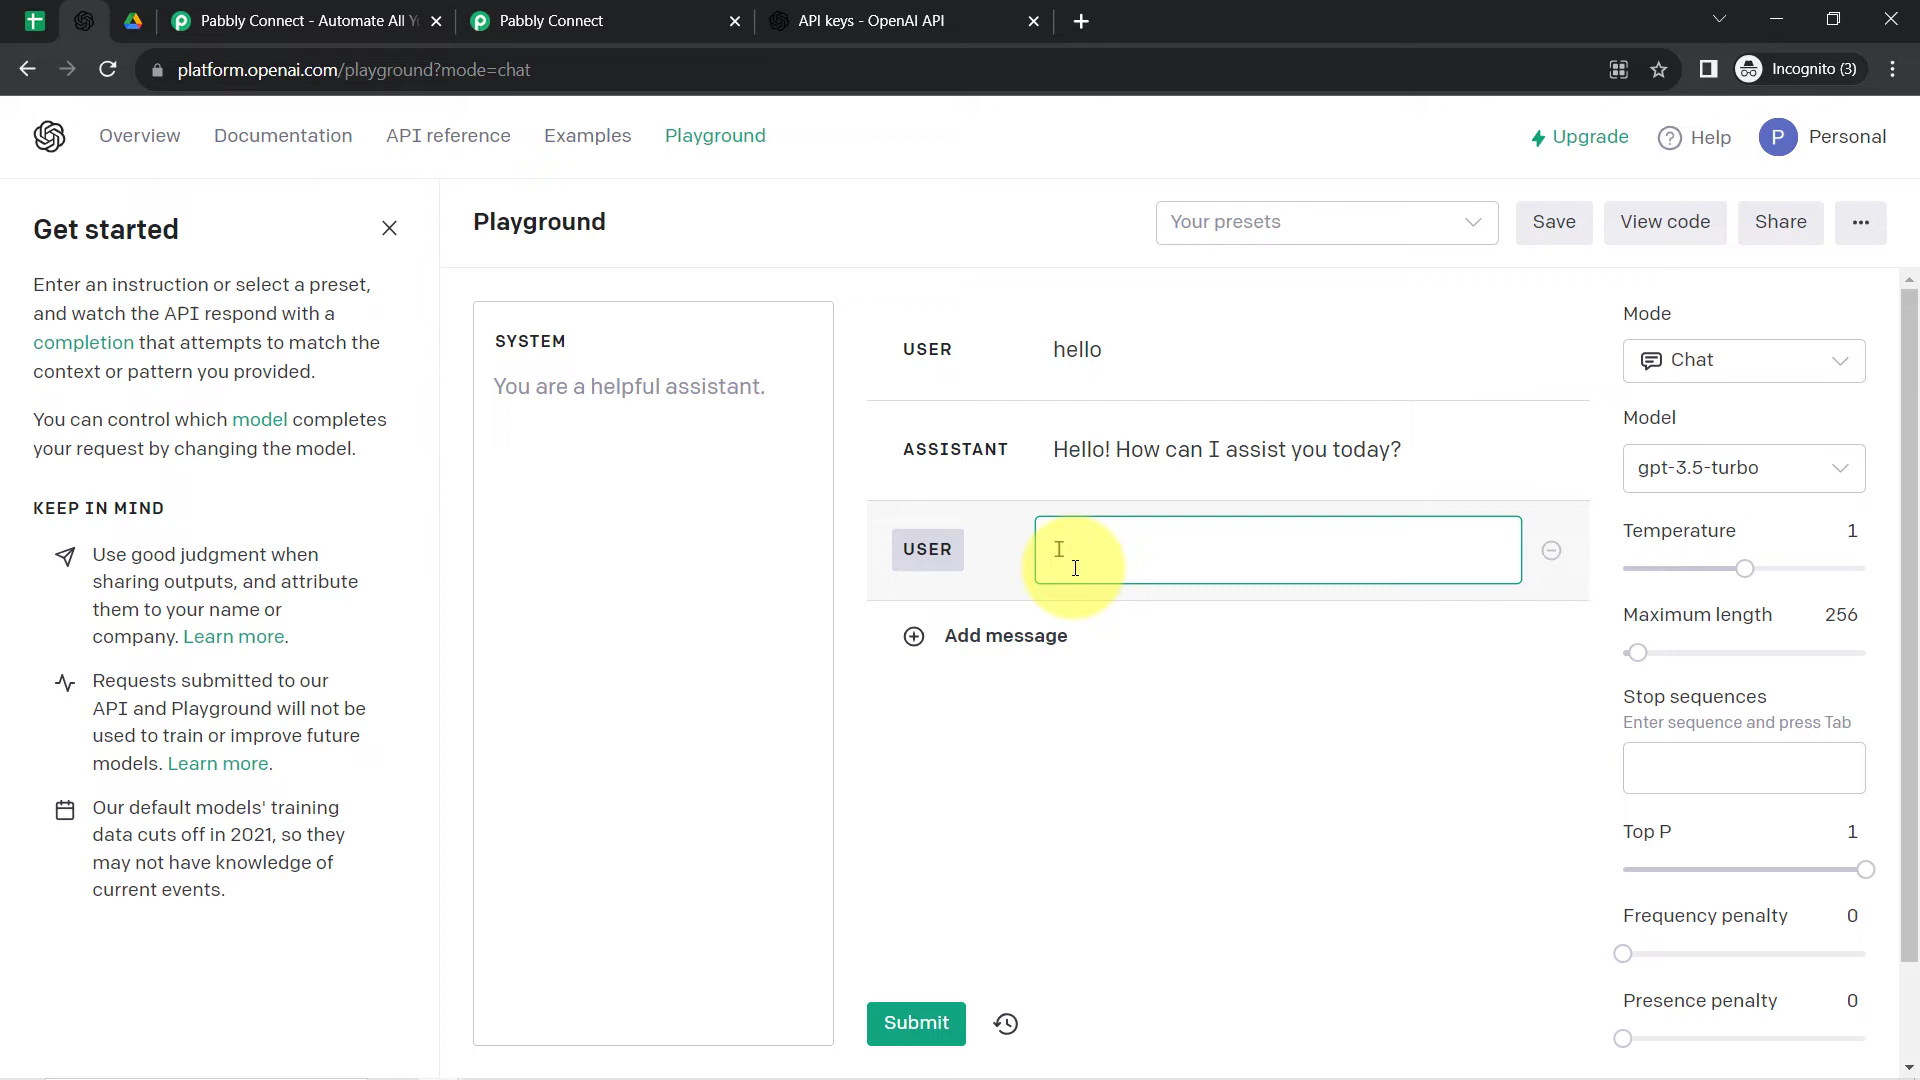 Pabbly Connect - Automate All Y
Pabbly Connect
API keys - OpenAI API
platform.openai.com/playground?mode=chat
Incognito (3)
Overview
Documentation
API reference
Examples
Playground
Upgrade
Help
P
Personal
Get started
Enter an instruction or select a preset,
and watch the API respond with a
completion that attempts to match the
context or pattern you provided.
You can control which model completes
your request by changing the model.
KEEP IN MIND
Use good judgment when
sharing outputs, and attribute
them to your name or
company. Learn more.
Requests submitted to our
API and Playground will not be
used to train or improve future
models. Learn more.
Our default models' training
data cuts off in 2021, so they
may not have knowledge of
current events.
Playground
Your presets
Save
View code
Share
SYSTEM
You are a helpful assistant.
USER
hello
ASSISTANT
Hello! How can I assist you today?
USER
I
Add message
Submit
Mode
Chat
Model
gpt-3.5-turbo
Temperature 1
Maximum length 256
Stop sequences
Enter sequence and press Tab
Top P 1
Frequency penalty 0
Presence penalty 0